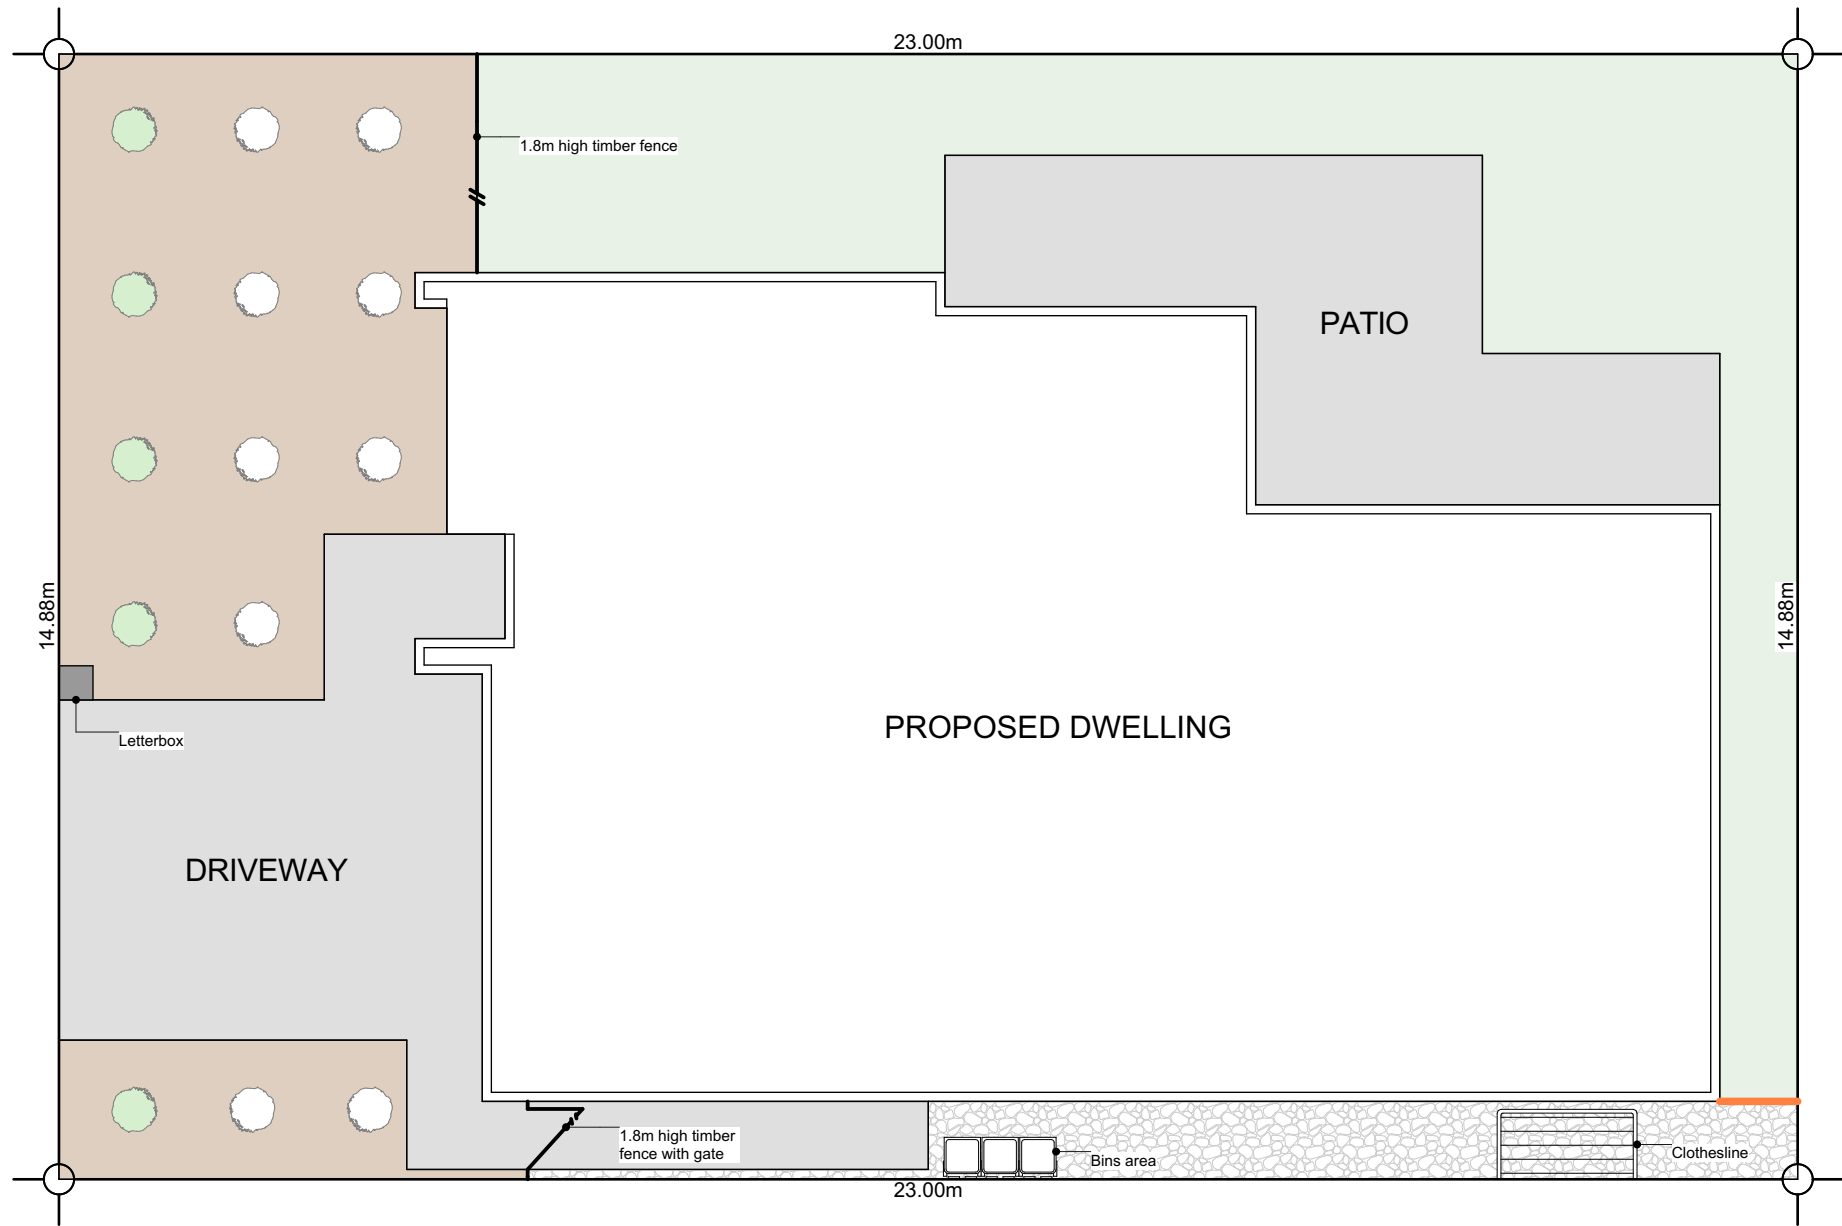 23.00m
1.8m high timber fence
PATIO
14.88m
14.88m
PROPOSED DWELLING
Letterbox
DRIVEWAY
1.8m high timber
fence with gate
Bins area
Clothesline
23.00m